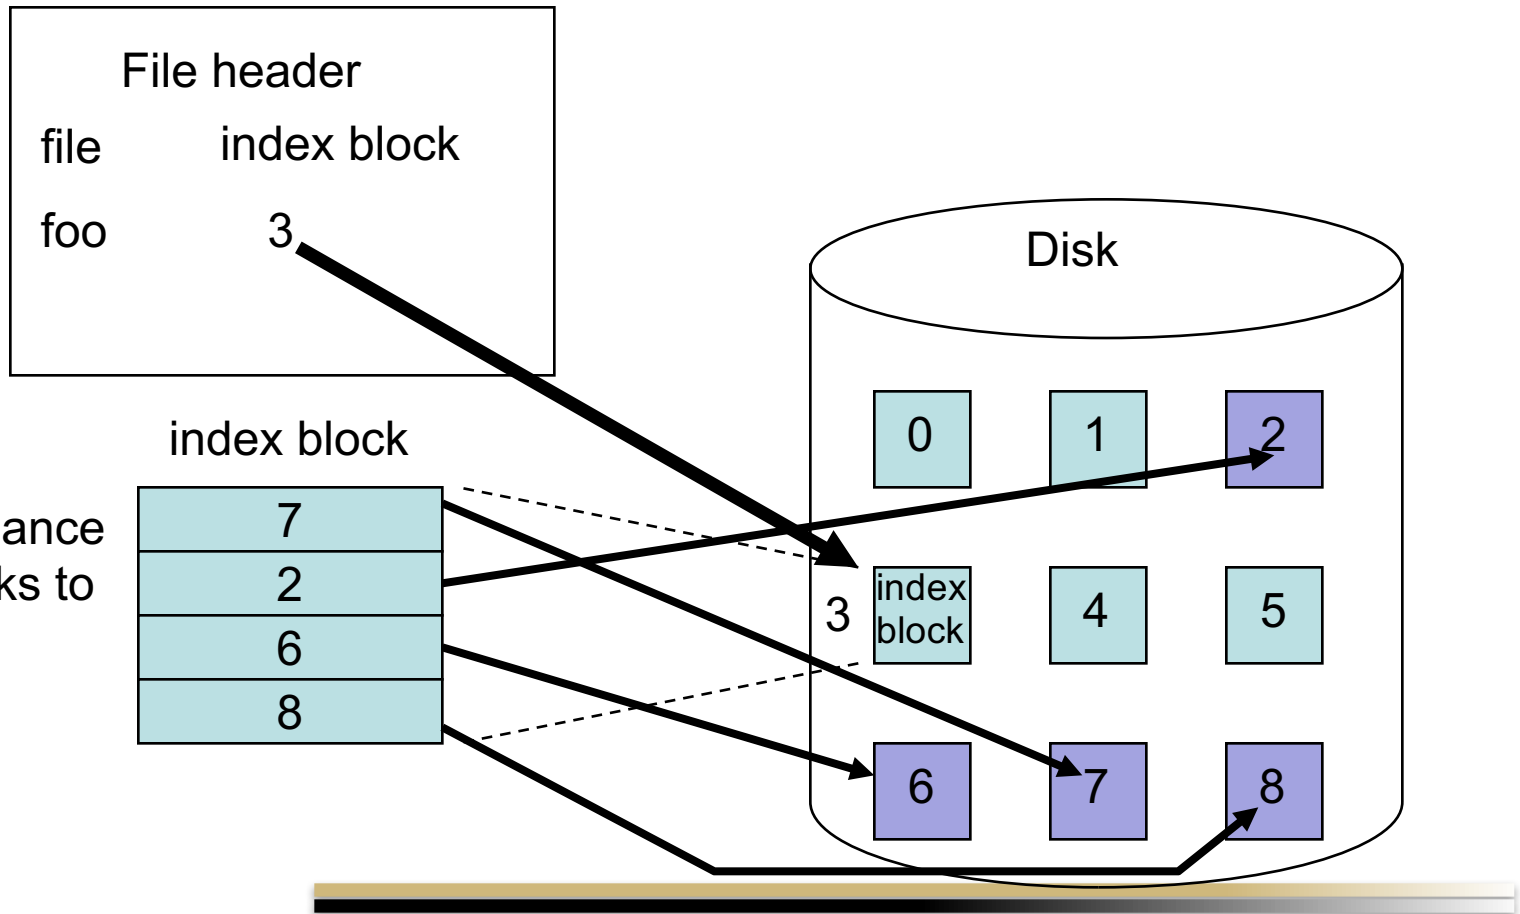 File header
file index block
foo 3
Disk
index block
7
2
6
8
ks to
0 1 2
3 index block 4 5
6 7 8